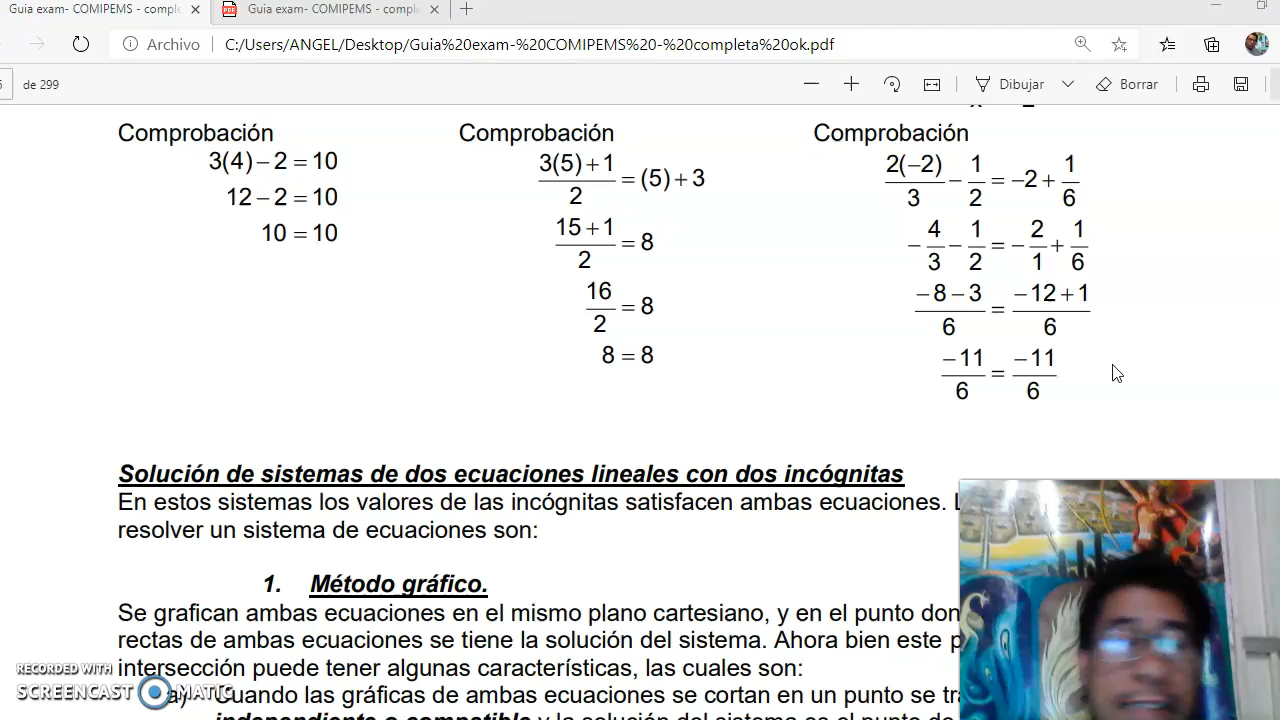 Guia exam- COMIPEMS - comple
Guia exam- COMIPEMS - comple
Archivo
C:/Users/ANGEL/Desktop/Guia%20exam-%20COMIPEMS%20-%20completa%20ok.pdf
de 299
Dibujar
Borrar
Comprobación
3(4) – 2 = 10
12 – 2 = 10
10 = 10
Comprobación
3(5) + 1 / 2 = (5) + 3
15 + 1 / 2 = 8
16 / 2 = 8
8 = 8
Comprobación
2(–2) / 3 – 1 / 2 = –2 + 1 / 6
– 4 / 3 – 1 / 2 = – 2 / 1 + 1 / 6
–8 – 3 / 6 = –12 + 1 / 6
–11 / 6 = –11 / 6
Solución de sistemas de dos ecuaciones lineales con dos incógnitas
En estos sistemas los valores de las incógnitas satisfacen ambas ecuaciones.
resolver un sistema de ecuaciones son:
1. Método gráfico.
Se grafican ambas ecuaciones en el mismo plano cartesiano, y en el punto don
rectas de ambas ecuaciones se tiene la solución del sistema. Ahora bien este p
intersección puede tener algunas características, las cuales son:
a) Cuando las gráficas de ambas ecuaciones se cortan en un punto se tr
independiente o compatible y la solución del sistema es el punto de
RECORDED WITH
SCREENCAST MATIC